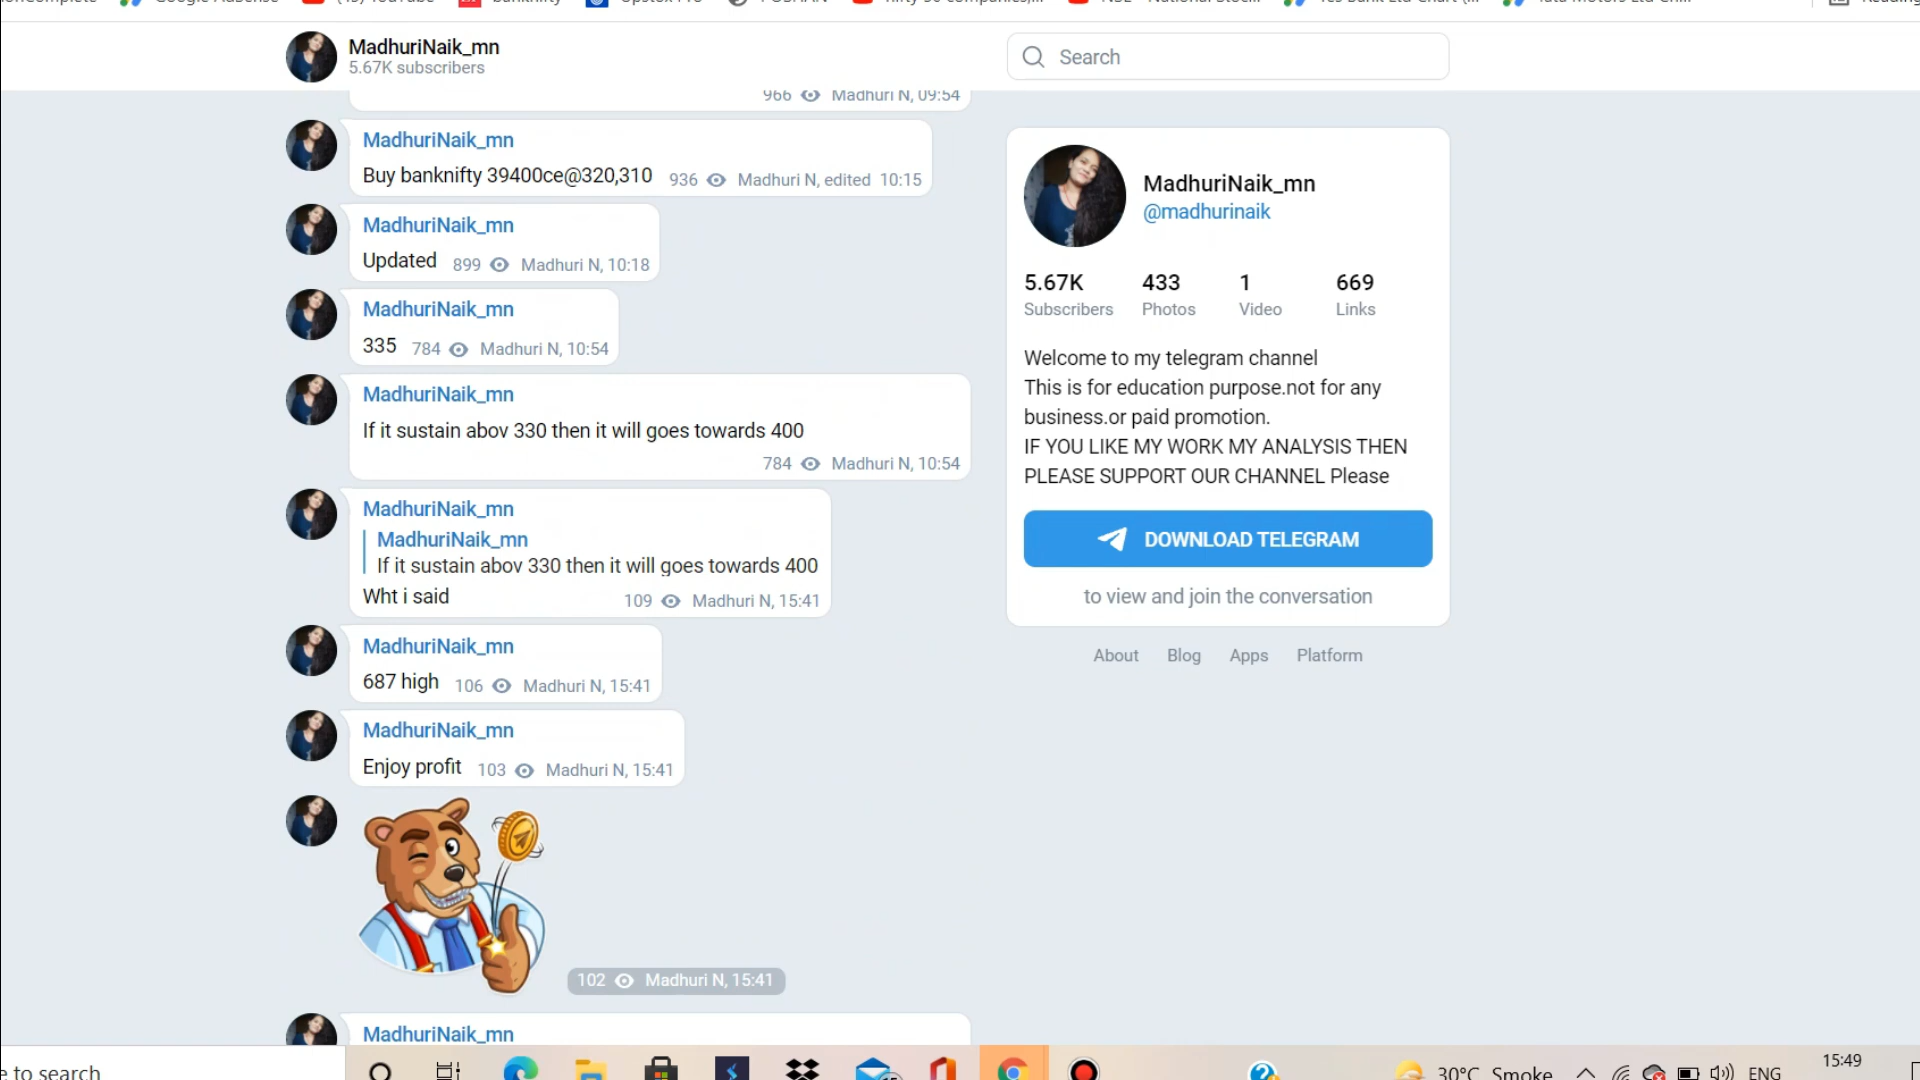 Google AdSense
YouTube
banknifty
MadhuriNaik_mn
5.67K subscribers
Search
966 Madhuri N, 09:54
MadhuriNaik_mn
Buy banknifty 39400ce@320,310 936 Madhuri N, edited 10:15
MadhuriNaik_mn
Updated 899 Madhuri N, 10:18
MadhuriNaik_mn
335 784 Madhuri N, 10:54
MadhuriNaik_mn
If it sustain abov 330 then it will goes towards 400
784 Madhuri N, 10:54
MadhuriNaik_mn
MadhuriNaik_mn
If it sustain abov 330 then it will goes towards 400
Wht i said 109 Madhuri N, 15:41
MadhuriNaik_mn
687 high 106 Madhuri N, 15:41
MadhuriNaik_mn
Enjoy profit 103 Madhuri N, 15:41
102 Madhuri N, 15:41
MadhuriNaik_mn
MadhuriNaik_mn
@madhurinaik
5.67K 433 1 669
Subscribers Photos Video Links
Welcome to my telegram channel
This is for education purpose.not for any
business.or paid promotion.
IF YOU LIKE MY WORK MY ANALYSIS THEN
PLEASE SUPPORT OUR CHANNEL Please
DOWNLOAD TELEGRAM
to view and join the conversation
About Blog Apps Platform
e to search
30°C Smoke ENG
15:49